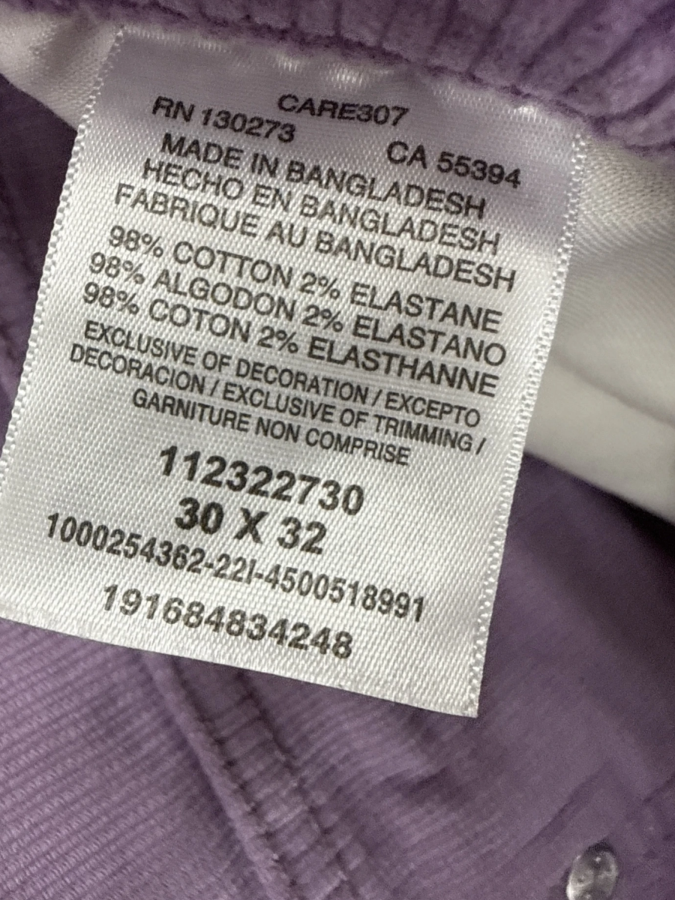 CARE307
RN 130273 CA 55394
MADE IN BANGLADESH
HECHO EN BANGLADESH
FABRIQUE AU BANGLADESH
98% COTTON 2% ELASTANE
98% ALGODON 2% ELASTANO
98% COTON 2% ELASTHANNE
EXCLUSIVE OF DECORATION / EXCEPTO
DECORACION / EXCLUSIVE OF TRIMMING /
GARNITURE NON COMPRISE
112322730
30 X 32
1000254362-22I-4500518991
191684834248